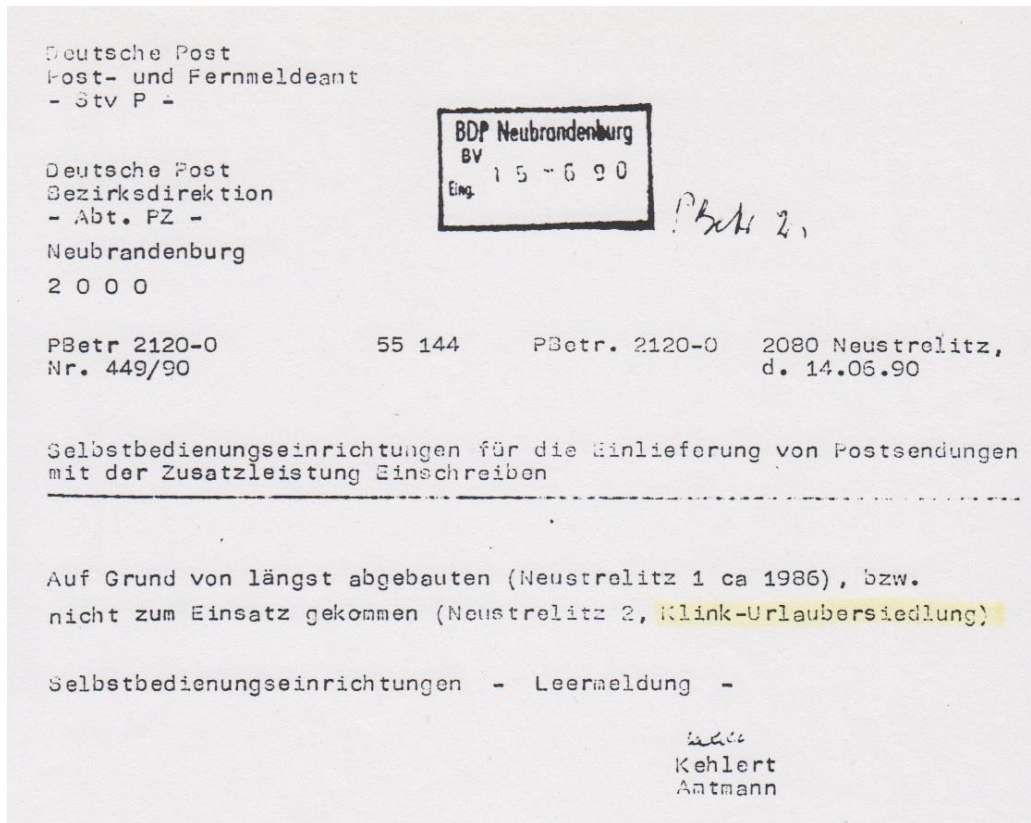 Deutsche Post
Post- und Fernmeldeamt
- Stv P -
BDP Neubrandenburg
BV
Eing. 15-6 90
Deutsche Post
Bezirksdirektion
- Abt. PZ -
PBetr 2,
Neubrandenburg
2 0 0 0
PBetr 2120-0 55 144 PBetr. 2120-0 2080 Neustrelitz,
Nr. 449/90 d. 14.06.90
Selbstbedienungseinrichtungen für die Einlieferung von Postsendungen
mit der Zusatzleistung Einschreiben
Auf Grund von längst abgebauten (Neustrelitz 1 ca 1986), bzw.
nicht zum Einsatz gekommen (Neustrelitz 2, Klink-Urlaubersiedlung)
Selbstbedienungseinrichtungen - Leermeldung -
Kehlert
Amtmann